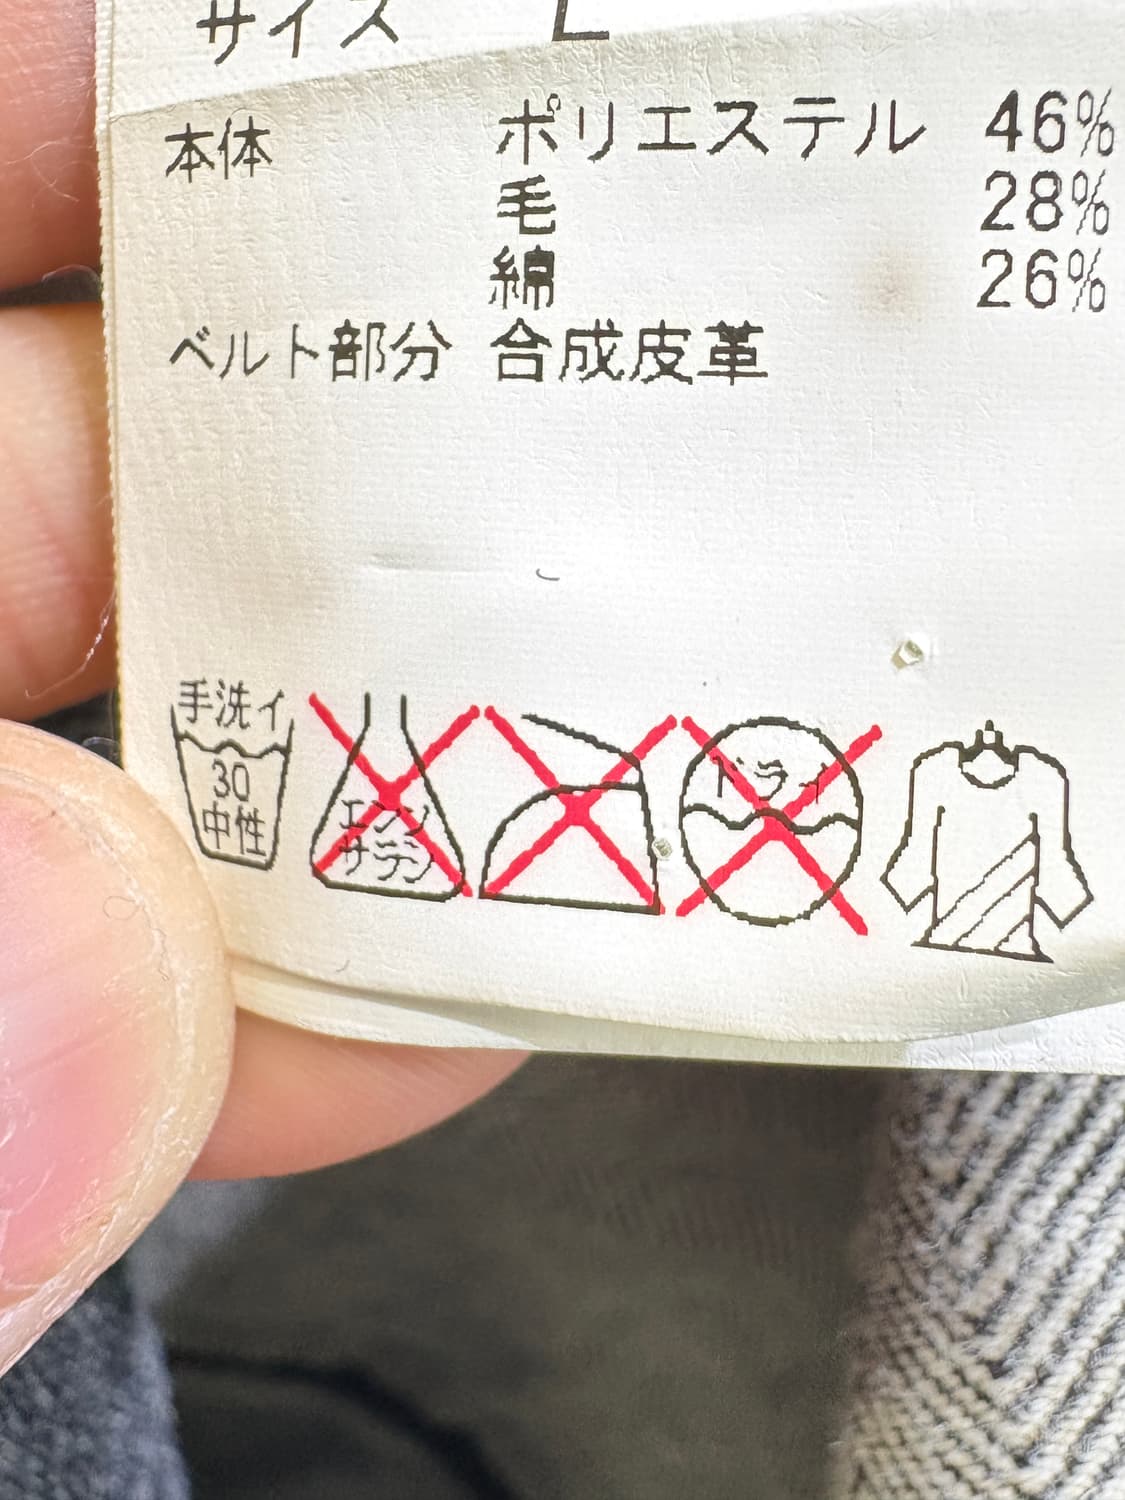 サイズ L
本体 ポリエステル 46%
毛 28%
綿 26%
ベルト部分 合成皮革
手洗イ
30
中性
エンソ
サラシ
ドライ